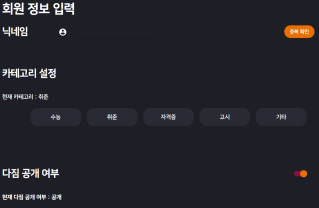 회원 정보 입력
닉네임
중복 확인
카테고리 설정
현재 카테고리 : 취준
수능 취준 자격증 고시 기타
다짐 공개 여부
현재 다짐 공개 여부 : 공개